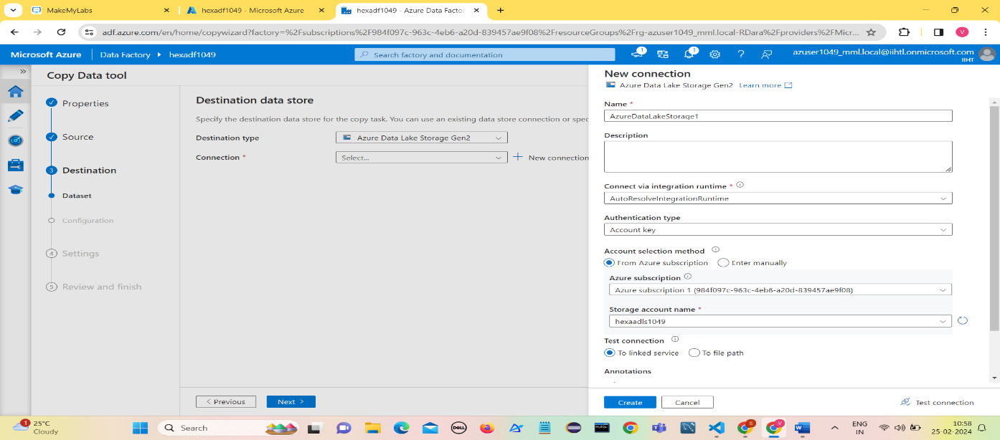 MakeMyLabs
hexadf1049 - Microsoft Azure
hexadf1049 - Azure Data Factor
adf.azure.com/en/home/copywizard?factory=%2Fsubscriptions%2F984f097c-963c-4eb6-a20d-839457ae9f08%2FresourceGroups%2Frg-azuser1049_mml.local-RDara%2Fproviders%2FMicr...
V
Microsoft Azure
Data Factory
hexadf1049
Search factory and documentation
1
1
azuser1049_mml.local@iihtl.onmicrosoft.com
IIHT
Copy Data tool
Properties
Source
3 Destination
Dataset
Configuration
4 Settings
5 Review and finish
Destination data store
Specify the destination data store for the copy task. You can use an existing data store connection or spec
Destination type
Azure Data Lake Storage Gen2
Connection *
Select...
New connection
Previous
Next
New connection
Azure Data Lake Storage Gen2 Learn more
Name *
AzureDataLakeStorage1
Description
Connect via integration runtime *
AutoResolveIntegrationRuntime
Authentication type
Account key
Account selection method
From Azure subscription
Enter manually
Azure subscription
Azure subscription 1 (984f097c-963c-4eb6-a20d-839457ae9f08)
Storage account name *
hexaadls1049
Test connection
To linked service
To file path
Annotations
Create
Cancel
Test connection
1
25°C
Cloudy
Search
DELL
S
V
W
ENG
IN
10:58
25-02-2024